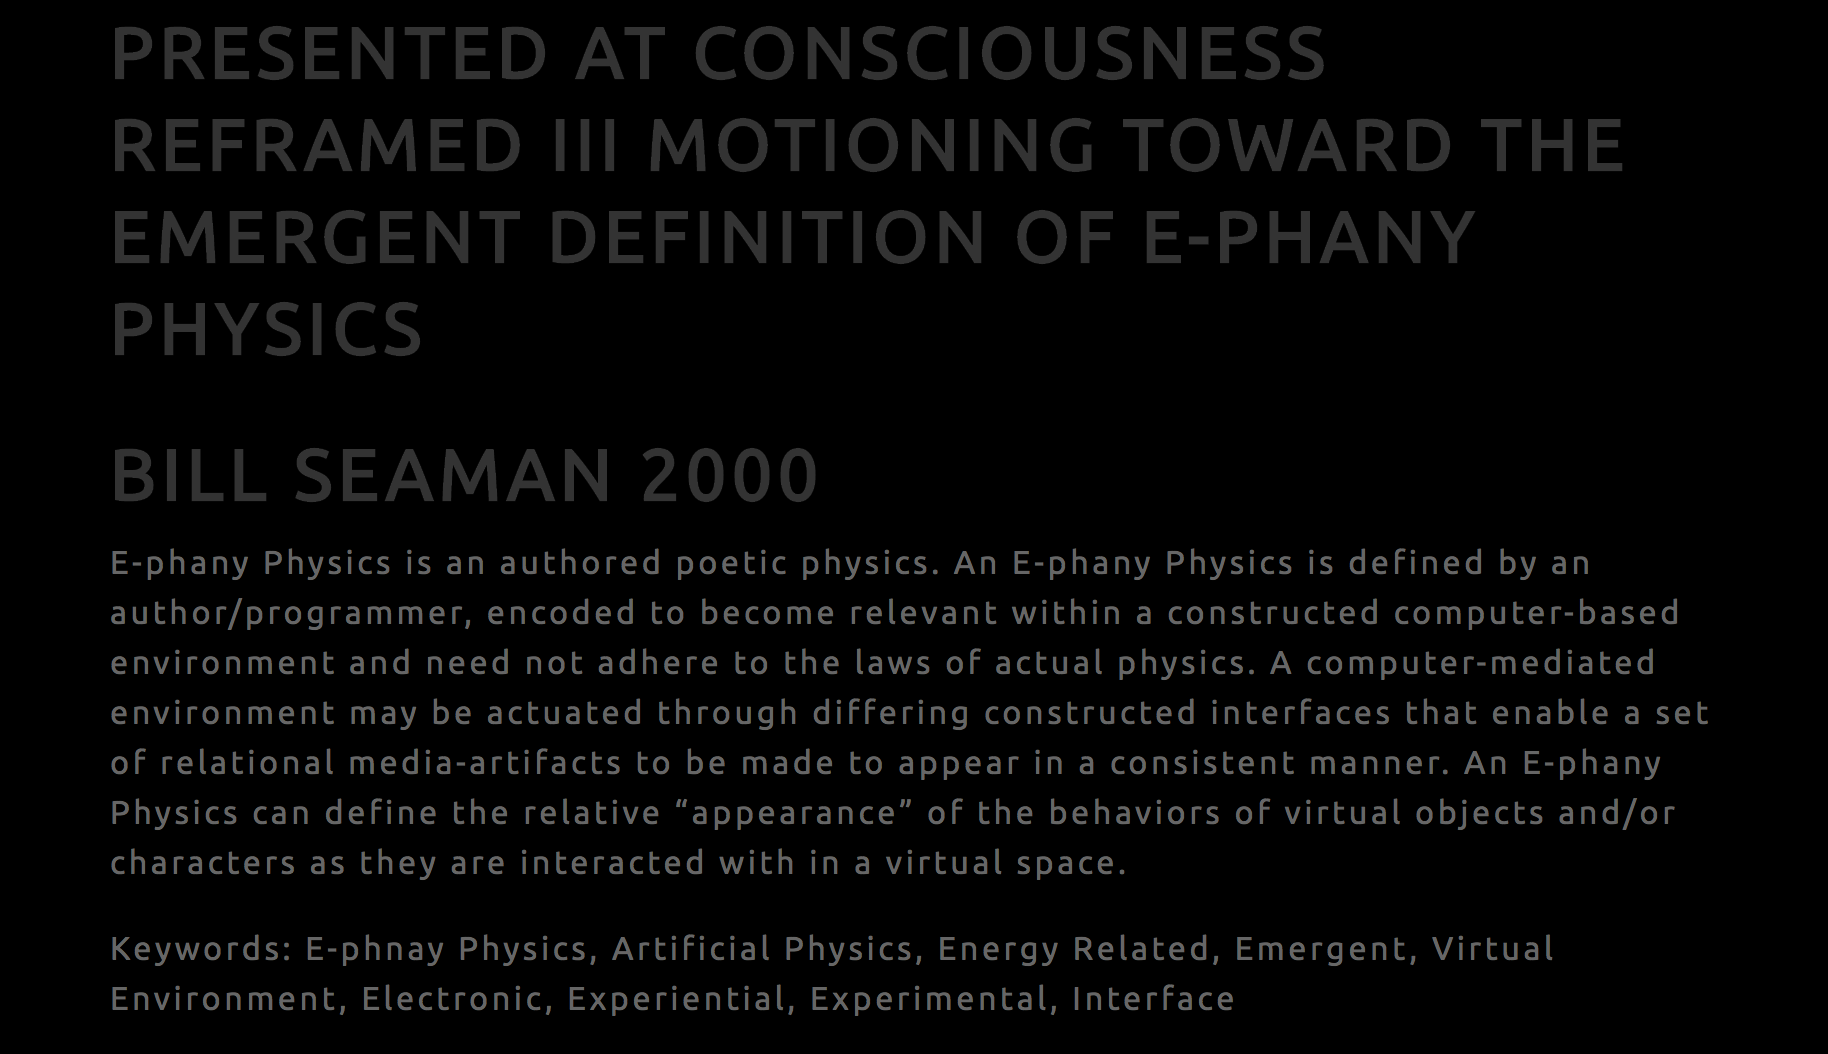 PRESENTED AT CONSCIOUSNESS
REFRAMED III MOTIONING TOWARD THE
EMERGENT DEFINITION OF E-PHANY
PHYSICS
BILL SEAMAN 2000
E-phany Physics is an authored poetic physics. An E-phany Physics is defined by an
author/programmer, encoded to become relevant within a constructed computer-based
environment and need not adhere to the laws of actual physics. A computer-mediated
environment may be actuated through differing constructed interfaces that enable a set
of relational media-artifacts to be made to appear in a consistent manner. An E-phany
Physics can define the relative “appearance” of the behaviors of virtual objects and/or
characters as they are interacted with in a virtual space.
Keywords: E-phnay Physics, Artificial Physics, Energy Related, Emergent, Virtual
Environment, Electronic, Experiential, Experimental, Interface